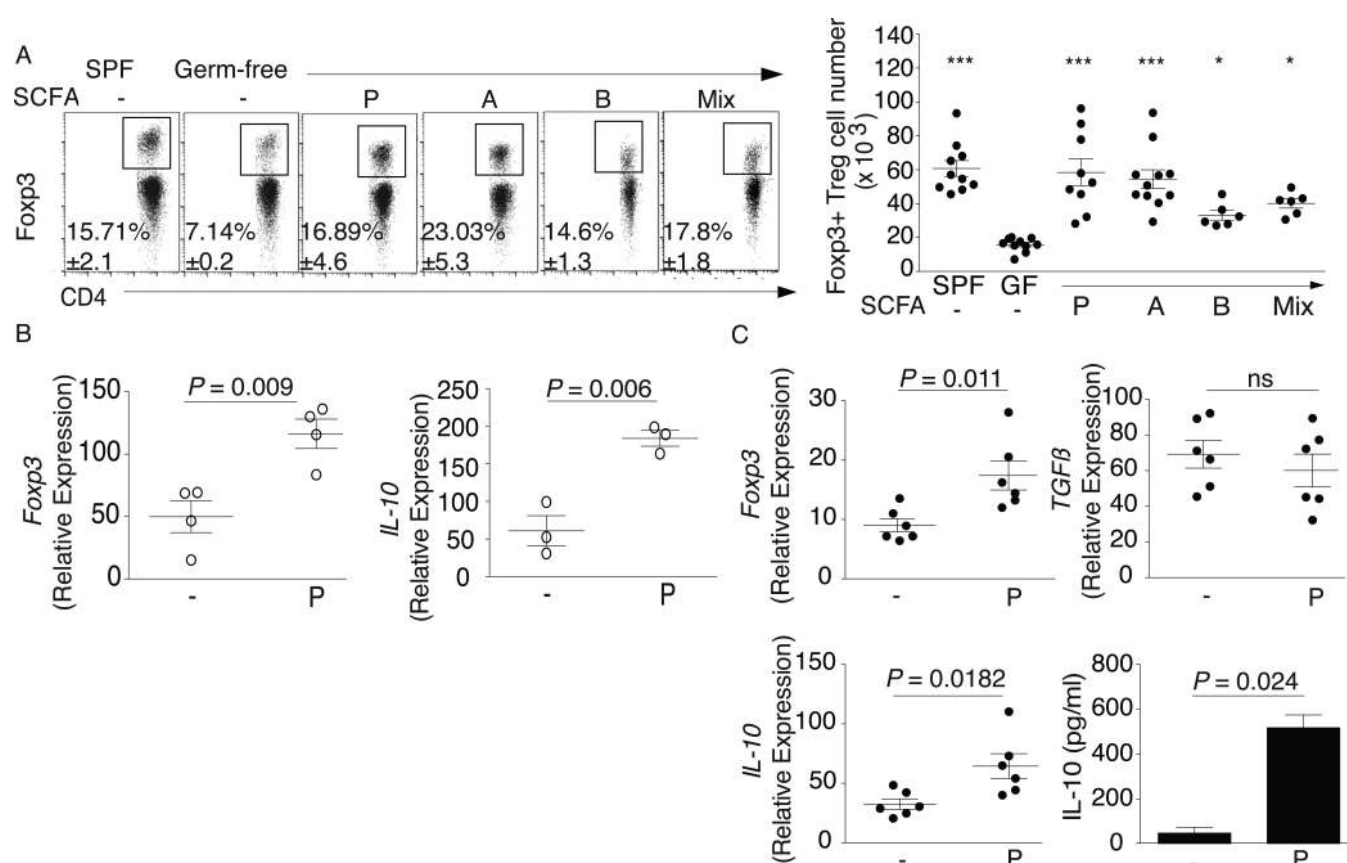 A
SPF Germ-free
SCFA - - P A B Mix
Foxp3
15.71% 7.14% 16.89% 23.03% 14.6% 17.8%
±2.1 ±0.2 ±4.6 ±5.3 ±1.3 ±1.8
CD4
Foxp3+ Treg cell number
(x 10 3)
140
120
100
80
60
40
20
0
*** *** *** * *
SPF GF
SCFA - - P A B Mix
B
Foxp3
(Relative Expression)
150
100
50
0
P = 0.009
- P
IL-10
(Relative Expression)
250
200
150
100
50
0
P = 0.006
- P
C
Foxp3
(Relative Expression)
30
20
10
0
P = 0.011
- P
TGFß
(Relative Expression)
100
80
60
40
20
0
ns
- P
IL-10
(Relative Expression)
150
100
50
0
P = 0.0182
- P
IL-10 (pg/ml)
800
600
400
200
0
P = 0.024
- P